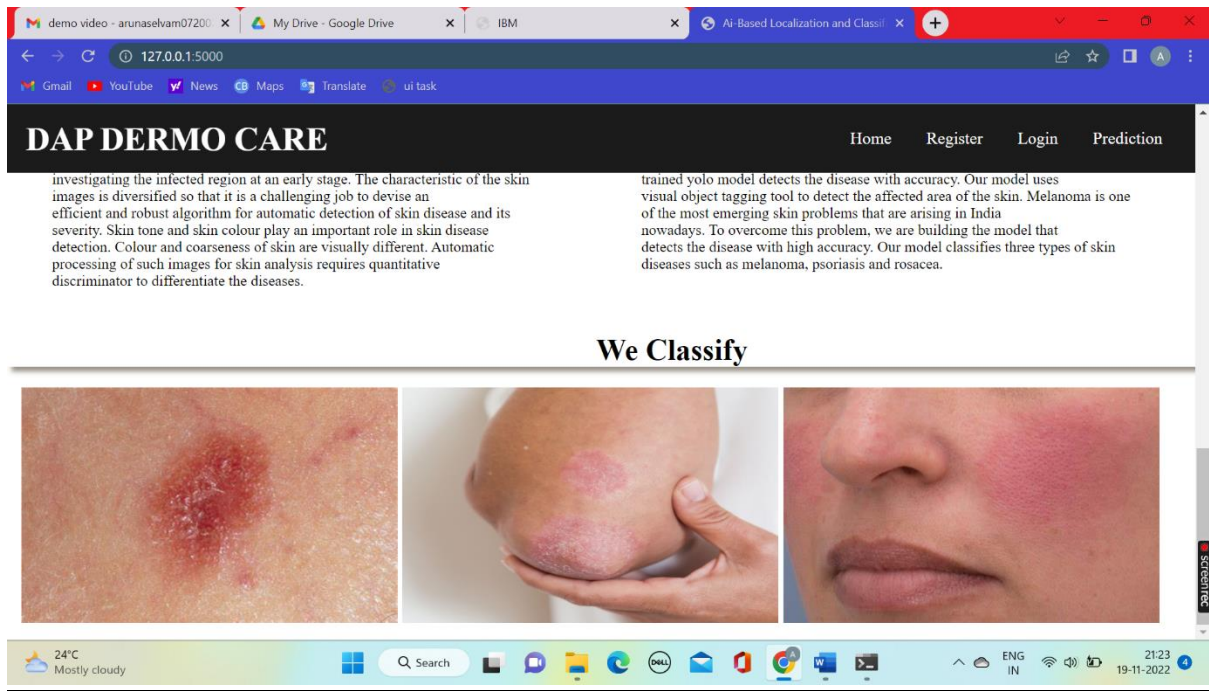 demo video - arunaselvam07200
My Drive - Google Drive
IBM
Ai-Based Localization and Classif
127.0.0.1:5000
A
Gmail
YouTube
News
CB Maps
Translate
ui task
DAP DERMO CARE
Home
Register
Login
Prediction
investigating the infected region at an early stage. The characteristic of the skin
images is diversified so that it is a challenging job to devise an
efficient and robust algorithm for automatic detection of skin disease and its
severity. Skin tone and skin colour play an important role in skin disease
detection. Colour and coarseness of skin are visually different. Automatic
processing of such images for skin analysis requires quantitative
discriminator to differentiate the diseases.
trained yolo model detects the disease with accuracy. Our model uses
visual object tagging tool to detect the affected area of the skin. Melanoma is one
of the most emerging skin problems that are arising in India
nowadays. To overcome this problem, we are building the model that
detects the disease with high accuracy. Our model classifies three types of skin
diseases such as melanoma, psoriasis and rosacea.
We Classify
screenrec
24°C
Mostly cloudy
Search
DELL
ENG
IN
21:23
19-11-2022
4